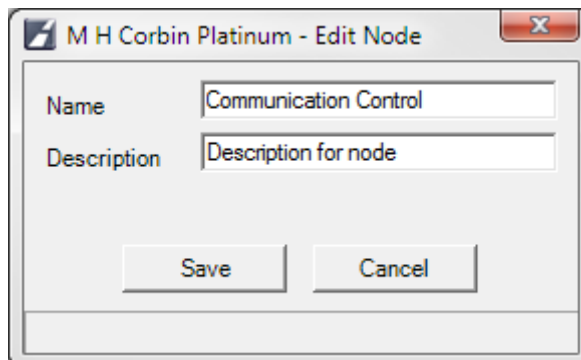 M H Corbin Platinum - Edit Node
Name Communication Control
Description Description for node
Save Cancel